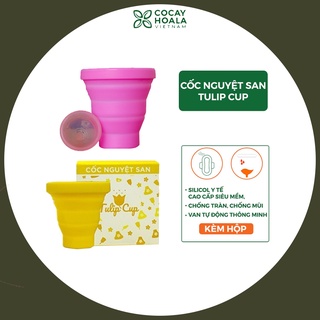 COCAY
HOALA
VIETNAM
CỐC NGUYỆT SAN
TULIP CUP
CỐC NGUYỆT SAN
Tulip Cup
- SILICOL Y TẾ
CAO CẤP SIÊU MỀM,
- CHỐNG TRÀN, CHỐNG MÙI
- VAN TỰ ĐỘNG THÔNG MINH
KÈM HỘP